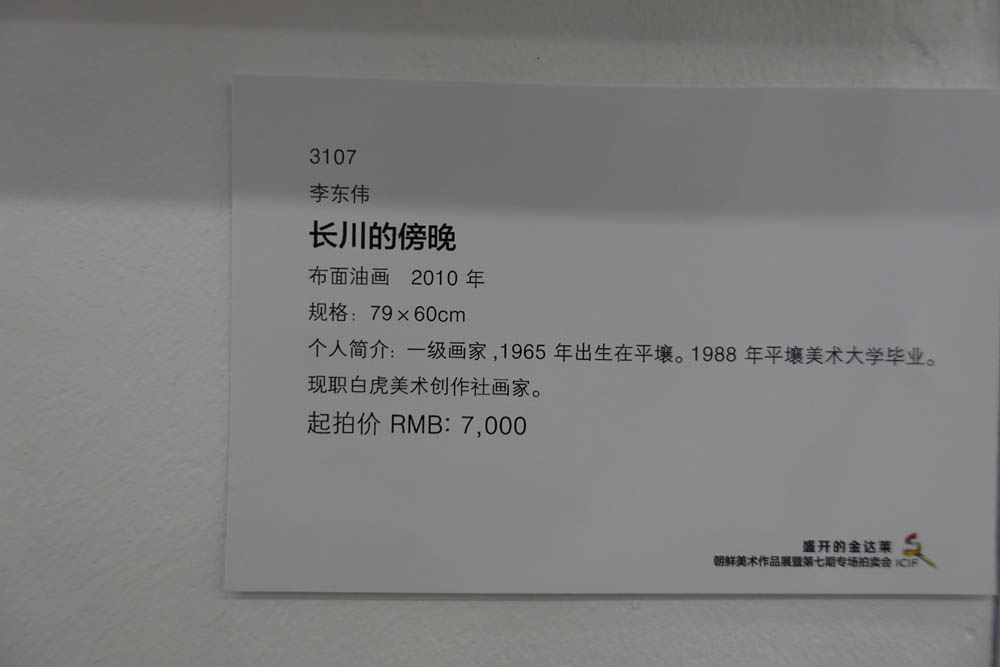 3107
李东伟
长川的傍晚
布面油画 2010 年
规格：79×60cm
个人简介：一级画家,1965 年出生在平壤。1988 年平壤美术大学毕业。
现职白虎美术创作社画家。
起拍价 RMB：7,000
盛开的金达莱
朝鲜美术作品展暨第七期专场拍卖会 ICIF